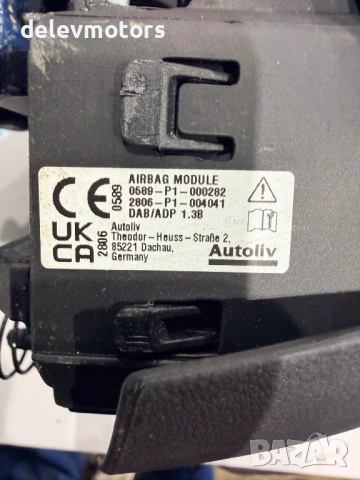 delevmotors
CE 0589
UK CA 2806
AIRBAG MODULE
0589-P1-000282
2806-P1-004041
DAB/ADP 1.3B
Autoliv
Theodor-Heuss-Straße 2,
85221 Dachau,
Germany
Autoliv
BAZAR